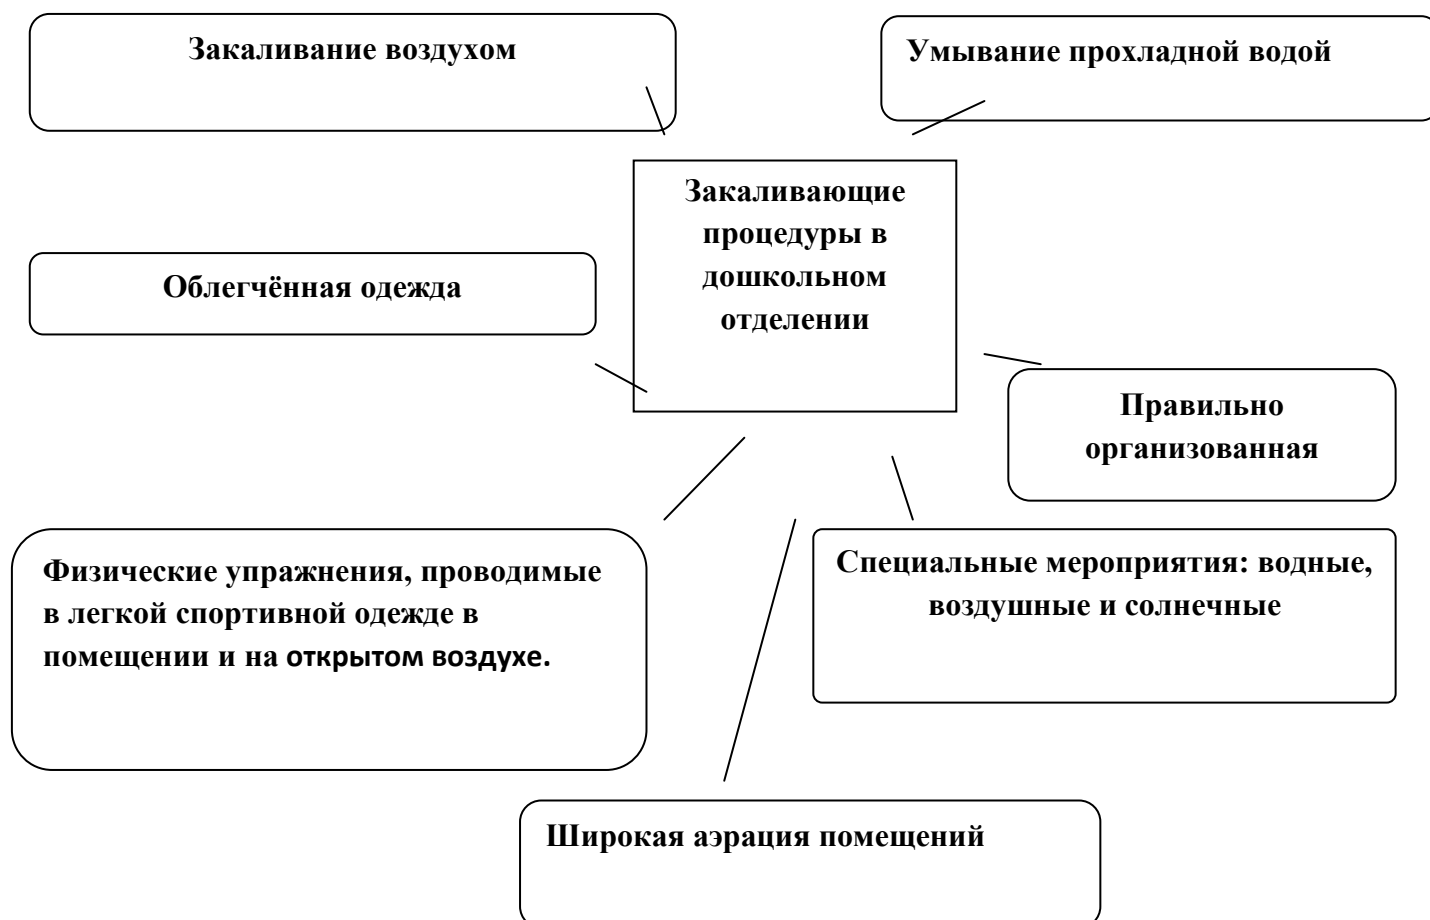 Закаливание воздухом
Умывание прохладной водой
Закаливающие
процедуры в
дошкольном
отделении
Облегчённая одежда
Правильно
организованная
Физические упражнения, проводимые
в легкой спортивной одежде в
помещении и на открытом воздухе.
Специальные мероприятия: водные,
воздушные и солнечные
Широкая аэрация помещений